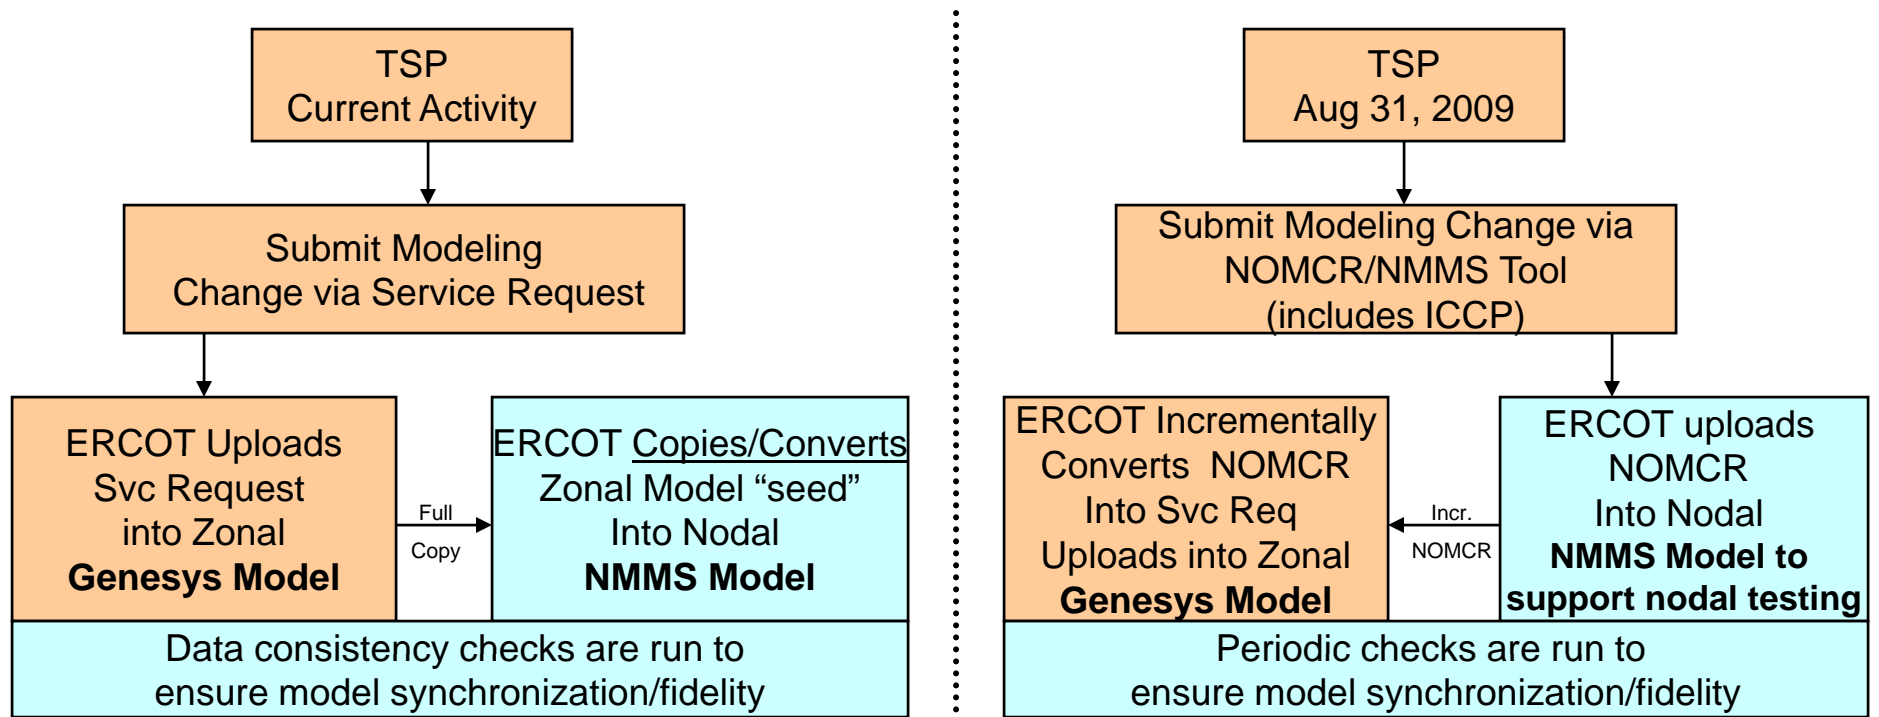 TSP
Current Activity
Submit Modeling
Change via Service Request
ERCOT Uploads
Svc Request
into Zonal
Genesys Model
Full
Copy
ERCOT Copies/Converts
Zonal Model “seed”
Into Nodal
NMMS Model
Data consistency checks are run to
ensure model synchronization/fidelity
TSP
Aug 31, 2009
Submit Modeling Change via
NOMCR/NMMS Tool
(includes ICCP)
ERCOT Incrementally
Converts NOMCR
Into Svc Req
Uploads into Zonal
Genesys Model
Incr.
NOMCR
ERCOT uploads
NOMCR
Into Nodal
NMMS Model to
support nodal testing
Periodic checks are run to
ensure model synchronization/fidelity